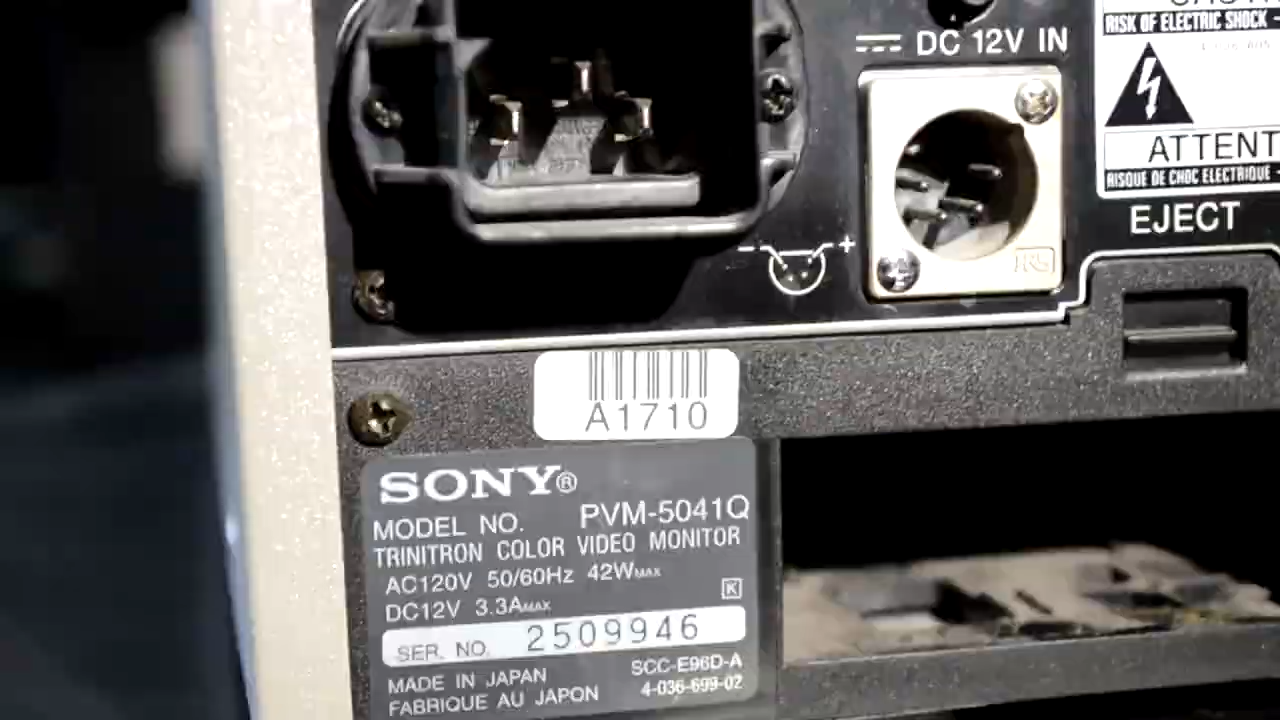 DC 12V IN
RISK OF ELECTRIC SHOCK -
ATTENT
RISQUE DE CHOC ELECTRIQUE -
EJECT
- +
A1710
SONY®
MODEL NO. PVM-5041Q
TRINITRON COLOR VIDEO MONITOR
AC120V 50/60Hz 42WMAX
DC12V 3.3AMAX
K
SER. NO. 2509946
MADE IN JAPAN SCC-E96D-A
FABRIQUE AU JAPON 4-036-699-02